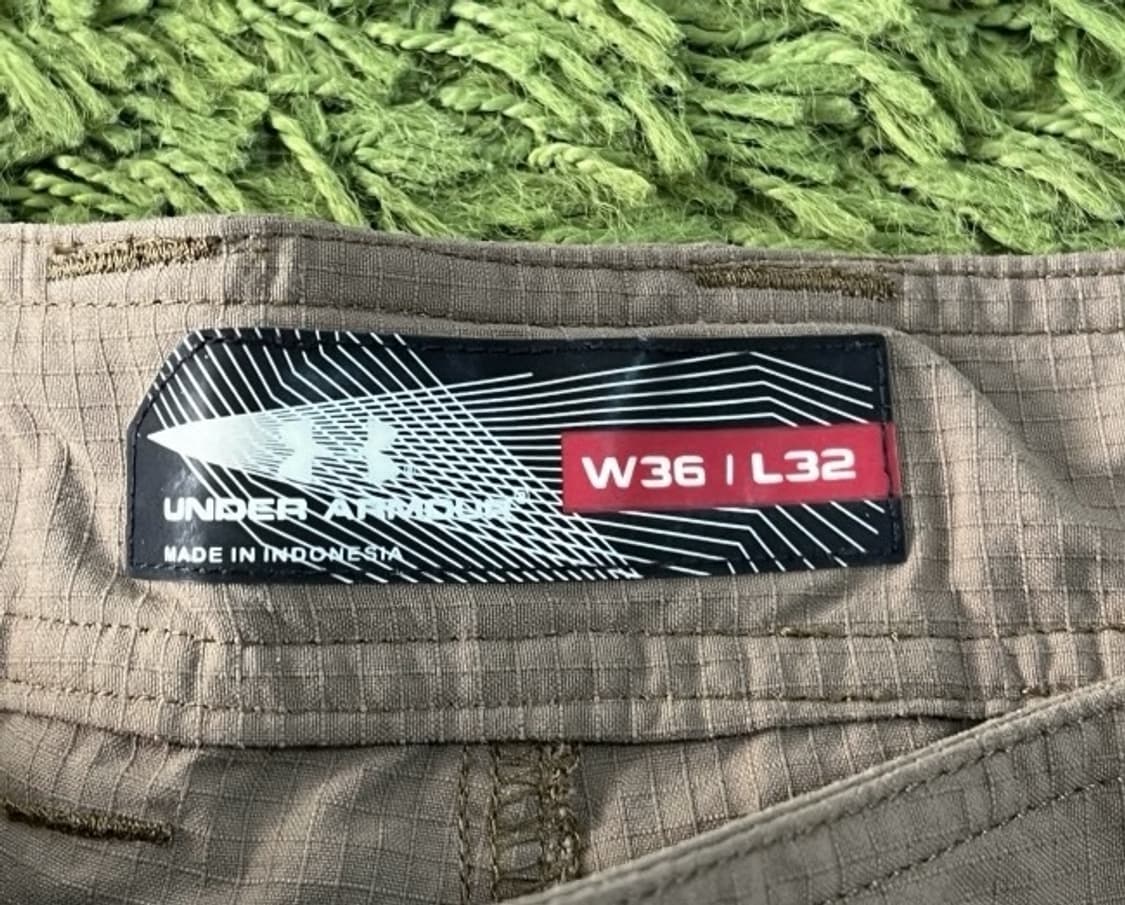 UNDER ARMOUR®
MADE IN INDONESIA
W36 | L32